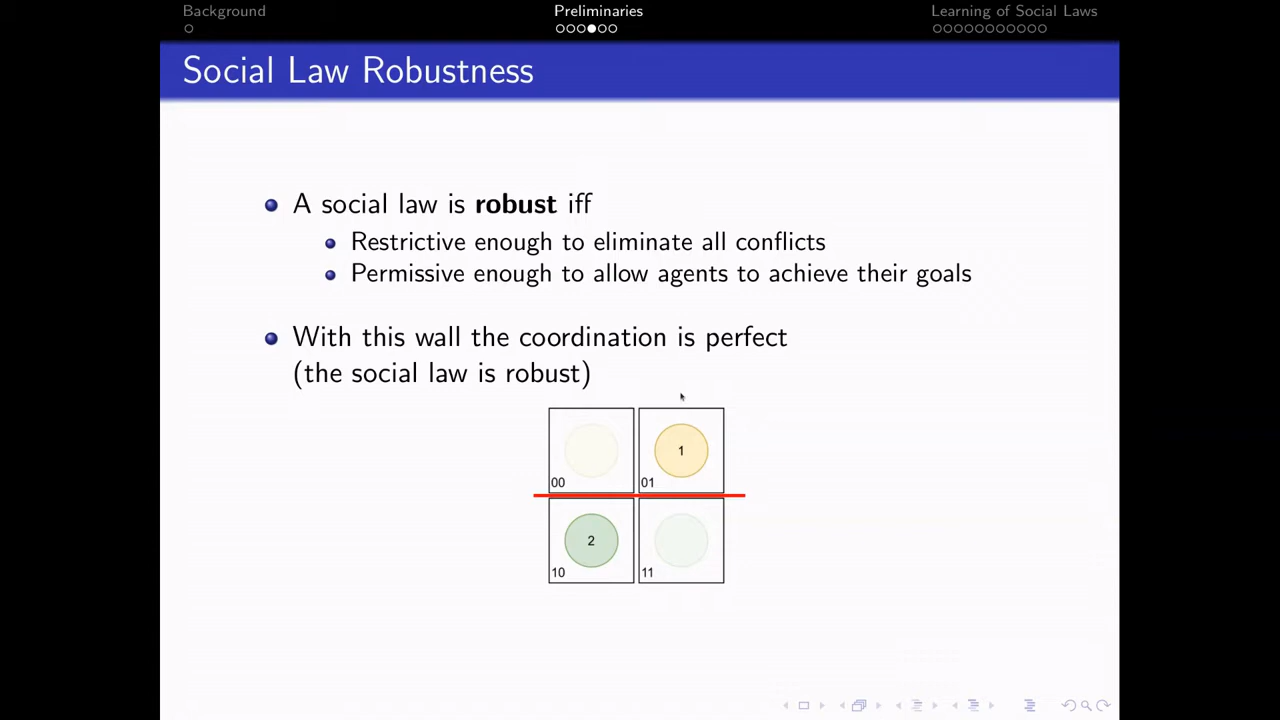 Background
Preliminaries
Learning of Social Laws
Social Law Robustness
A social law is robust iff
Restrictive enough to eliminate all conflicts
Permissive enough to allow agents to achieve their goals
With this wall the coordination is perfect
(the social law is robust)
1
00
01
2
10
11